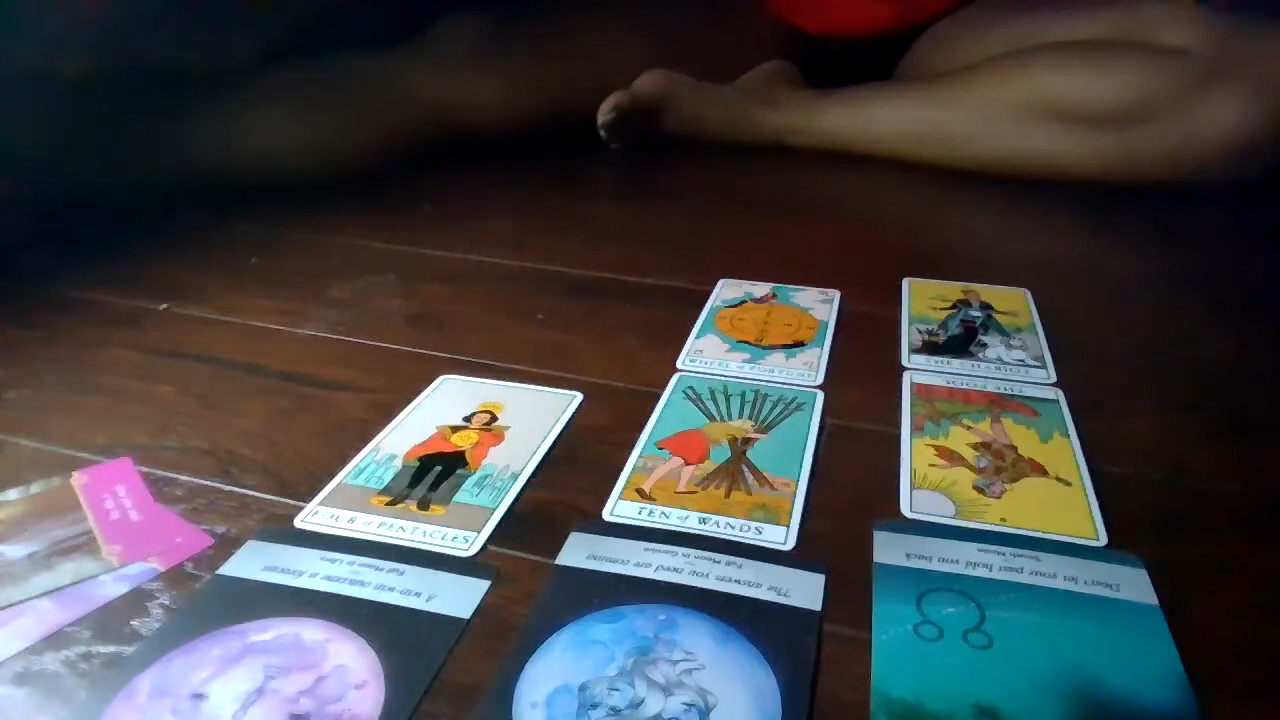 WHEEL of FORTUNE
THE CHARIOT
THE FOOL
FOUR of PENTACLES
TEN of WANDS
A win-win outcome is foreseen
Full Moon in Libra
The answers you need are coming
Full Moon in Gemini
Don't let your past hold you back
South Node